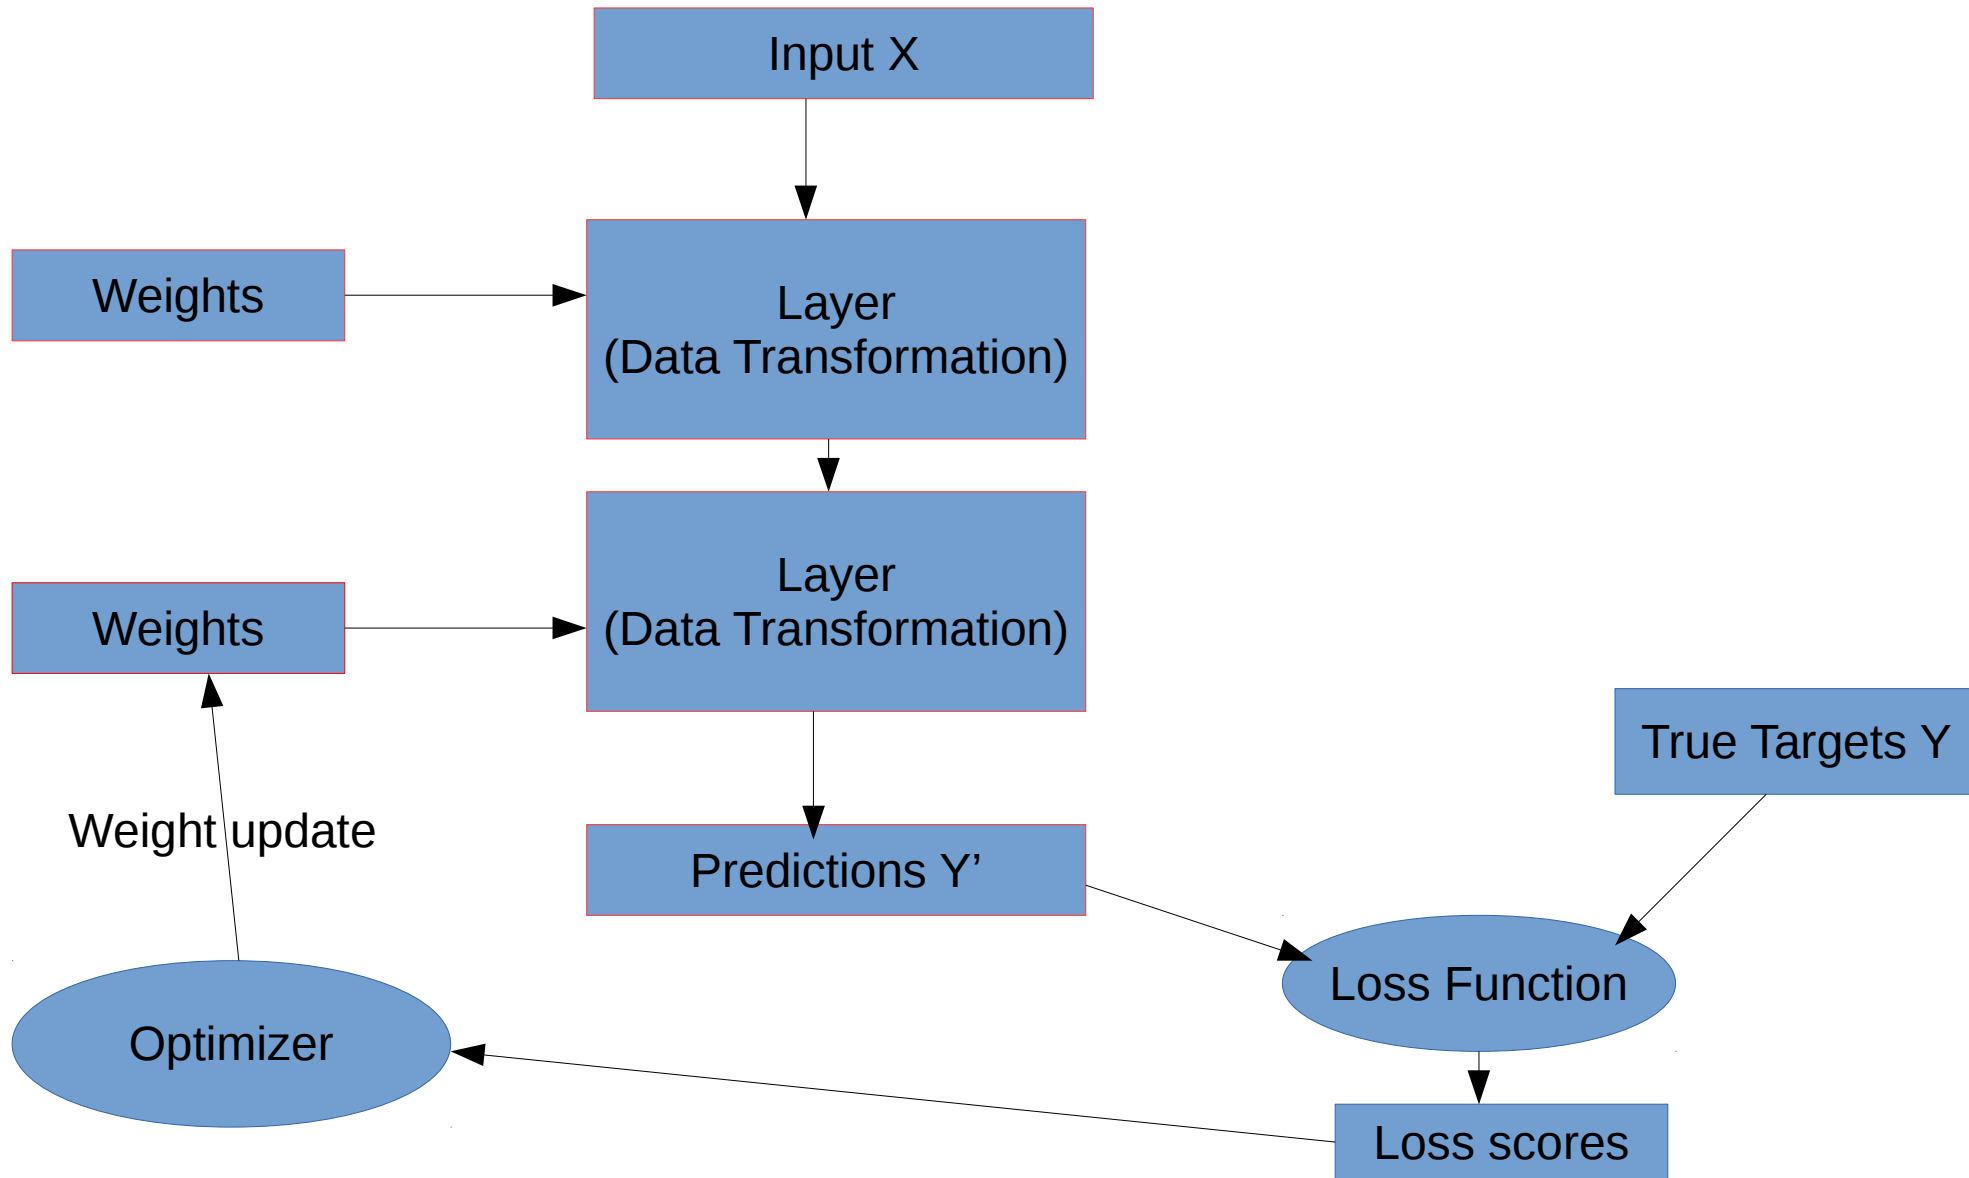 Input X
Weights
Layer
(Data Transformation)
Weights
Layer
(Data Transformation)
True Targets Y
Weight update
Predictions Y’
Loss Function
Optimizer
Loss scores